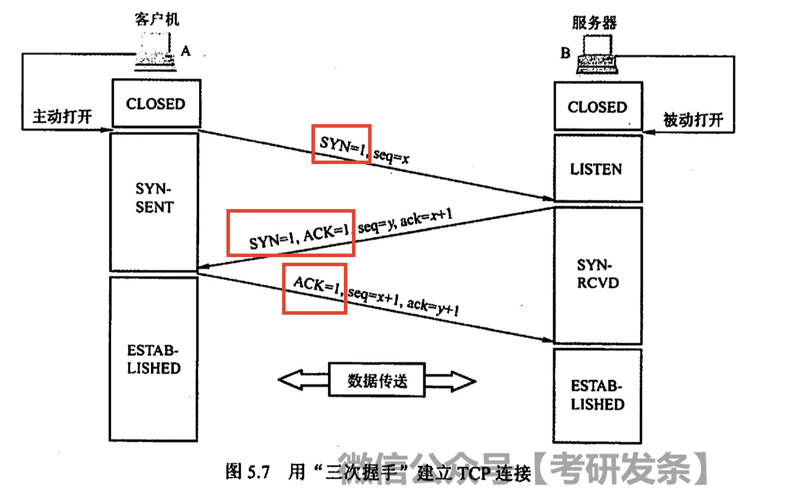 客户机
服务器
A
B
CLOSED
CLOSED
主动打开
被动打开
SYN=1, seq=x
SYN-
SENT
LISTEN
SYN=1, ACK=1, seq=y, ack=x+1
SYN-
RCVD
ACK=1, seq=x+1, ack=y+1
ESTAB-
LISHED
数据传送
ESTAB-
LISHED
图 5.7 用“三次握手”建立 TCP 连接
微信公众号【考研发条】